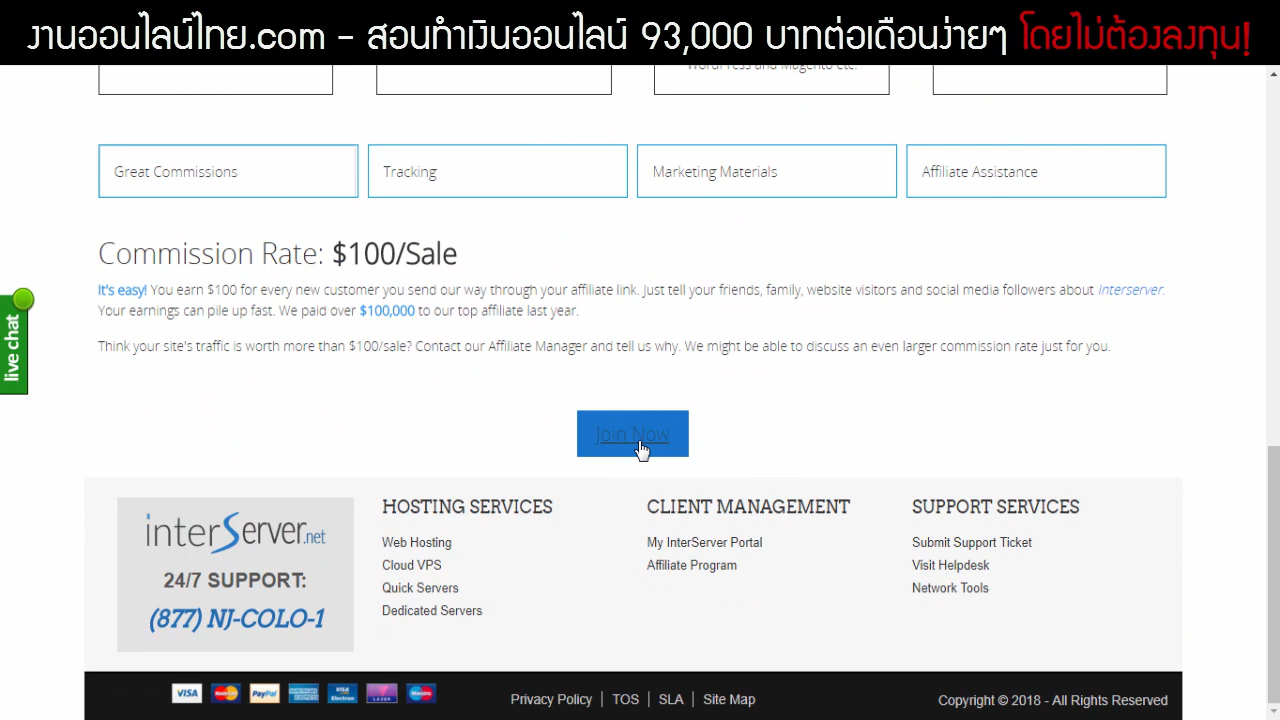 งานออนไลน์ไทย.com - สอนทำเงินออนไลน์ 93,000 บาทต่อเดือนง่ายๆ โดยไม่ต้องลงทุน!
WordPress and Magento etc.
Great Commissions
Tracking
Marketing Materials
Affiliate Assistance
Commission Rate: $100/Sale
It's easy! You earn $100 for every new customer you send our way through your affiliate link. Just tell your friends, family, website visitors and social media followers about Interserver.
Your earnings can pile up fast. We paid over $100,000 to our top affiliate last year.
Think your site's traffic is worth more than $100/sale? Contact our Affiliate Manager and tell us why. We might be able to discuss an even larger commission rate just for you.
live chat
Join Now
interServer.net
24/7 SUPPORT:
(877) NJ-COLO-1
HOSTING SERVICES
Web Hosting
Cloud VPS
Quick Servers
Dedicated Servers
CLIENT MANAGEMENT
My InterServer Portal
Affiliate Program
SUPPORT SERVICES
Submit Support Ticket
Visit Helpdesk
Network Tools
VISA
MasterCard
PayPal
VISA Electron
LASER
Maestro
Privacy Policy | TOS | SLA | Site Map
Copyright © 2018 - All Rights Reserved